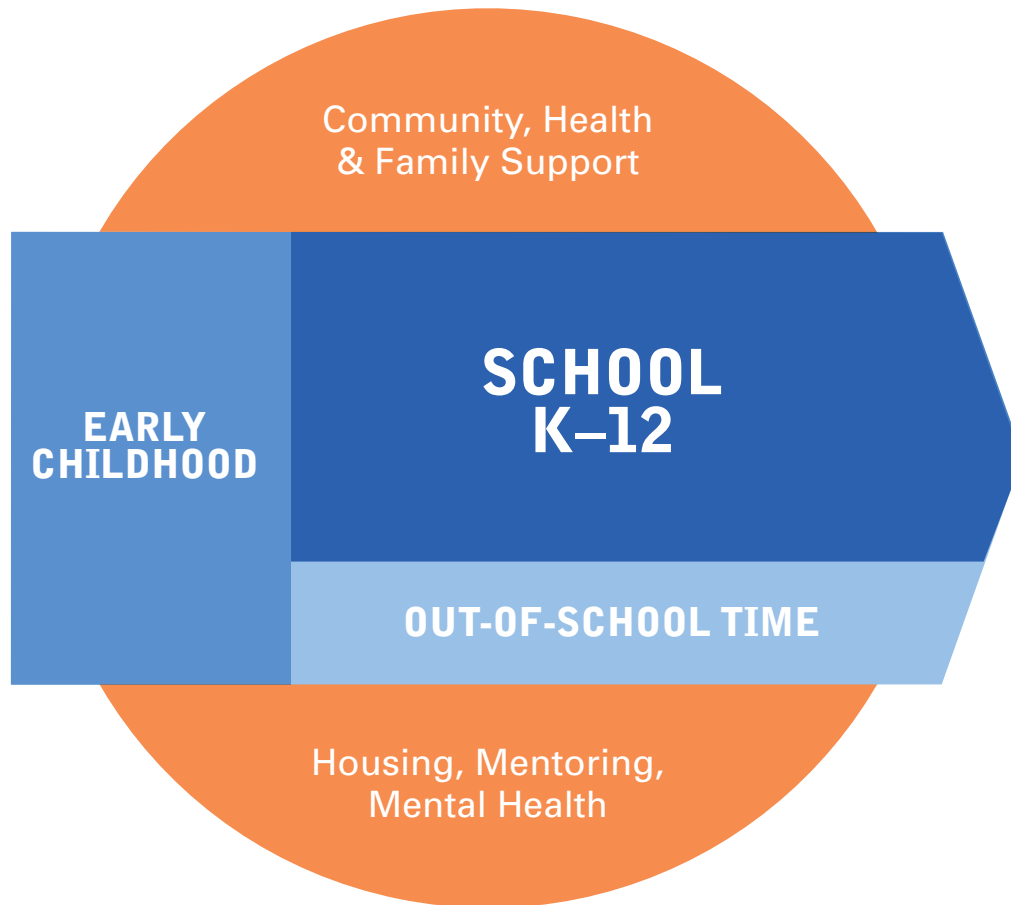 Community, Health
& Family Support
EARLY
CHILDHOOD
SCHOOL
K–12
OUT-OF-SCHOOL TIME
Housing, Mentoring,
Mental Health